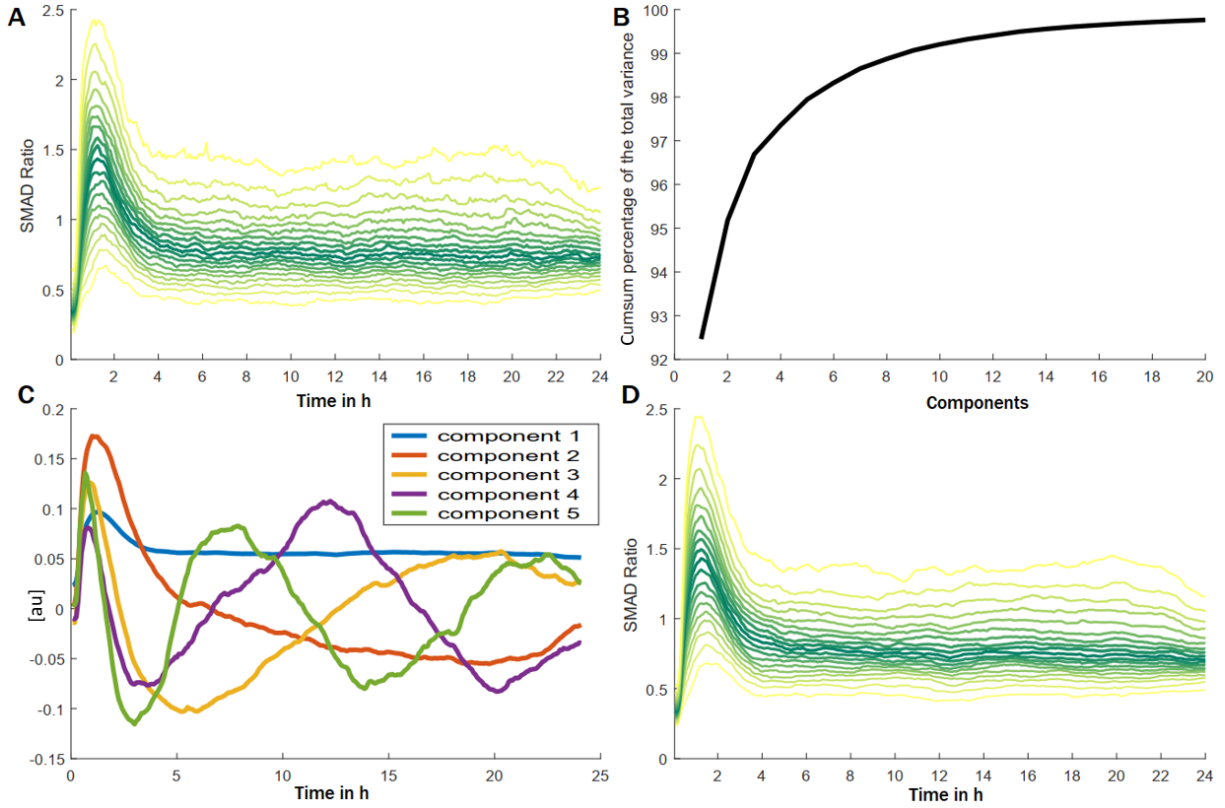 A
2.5
2
1.5
1
0.5
0
SMAD Ratio
2 4 6 8 10 12 14 16 18 20 22 24
Time in h
B
100
99
98
97
96
95
94
93
92
Cumsum percentage of the total variance
0 2 4 6 8 10 12 14 16 18 20
Components
C
0.2
0.15
0.1
0.05
0
-0.05
-0.1
-0.15
[au]
component 1
component 2
component 3
component 4
component 5
0 5 10 15 20 25
Time in h
D
2.5
2
1.5
1
0.5
0
SMAD Ratio
2 4 6 8 10 12 14 16 18 20 22 24
Time in h